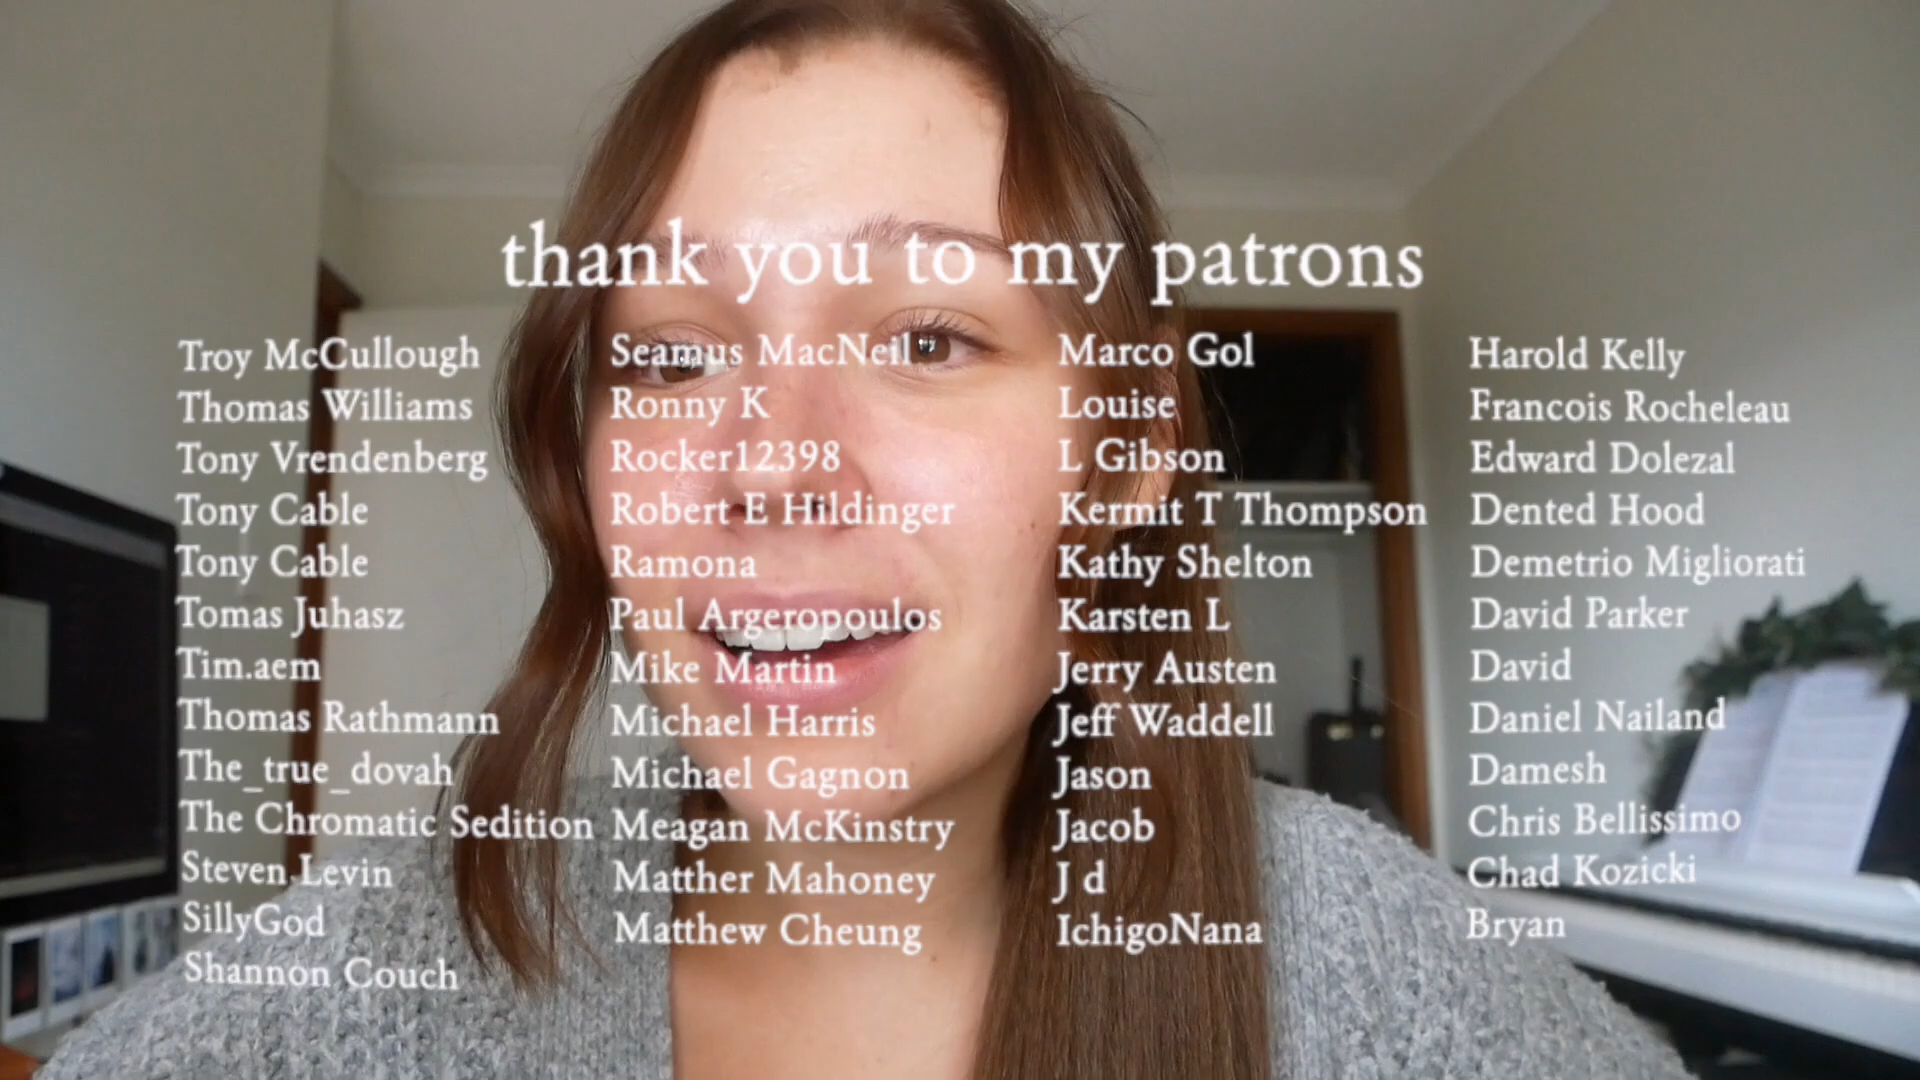 thank you to my patrons
Troy McCullough
Thomas Williams
Tony Vrendenberg
Tony Cable
Tony Cable
Tomas Juhasz
Tim.aem
Thomas Rathmann
The_true_dovah
The Chromatic Sedition
Steven Levin
SillyGod
Shannon Couch
Seamus MacNeil
Ronny K
Rocker12398
Robert E Hildinger
Ramona
Paul Argeropoulos
Mike Martin
Michael Harris
Michael Gagnon
Meagan McKinstry
Matther Mahoney
Matthew Cheung
Marco Gol
Louise
L Gibson
Kermit T Thompson
Kathy Shelton
Karsten L
Jerry Austen
Jeff Waddell
Jason
Jacob
J d
IchigoNana
Harold Kelly
Francois Rocheleau
Edward Dolezal
Dented Hood
Demetrio Migliorati
David Parker
David
Daniel Nailand
Damesh
Chris Bellissimo
Chad Kozicki
Bryan